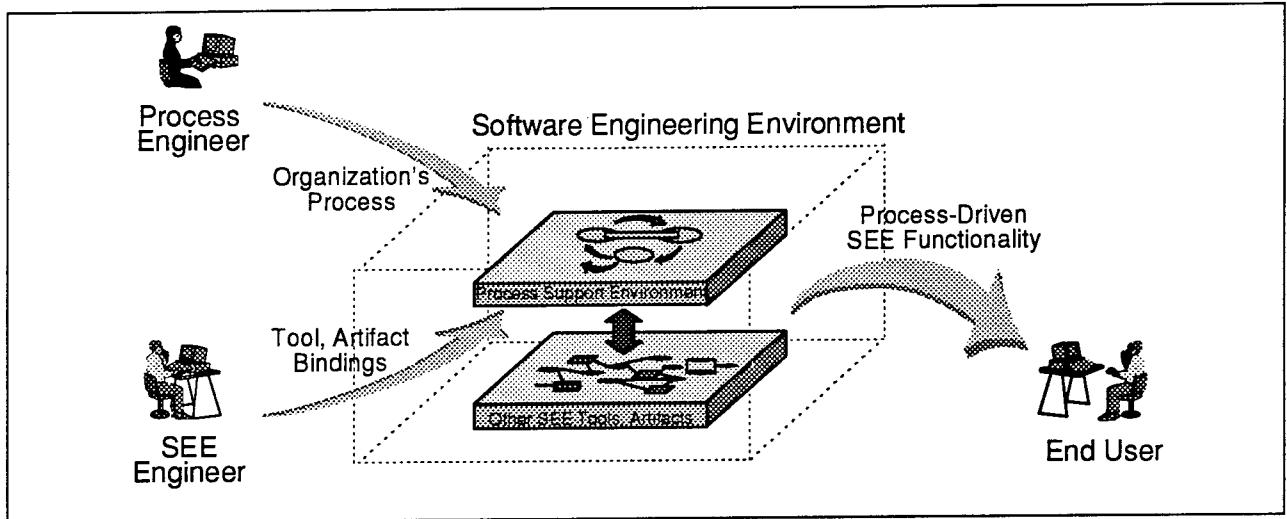 Process
Engineer
Software Engineering Environment
Organization's
Process
Process-Driven
SEE Functionality
Process Support Environment
Tool, Artifact
Bindings
Other SEE Tools, Artifacts
SEE
Engineer
End User